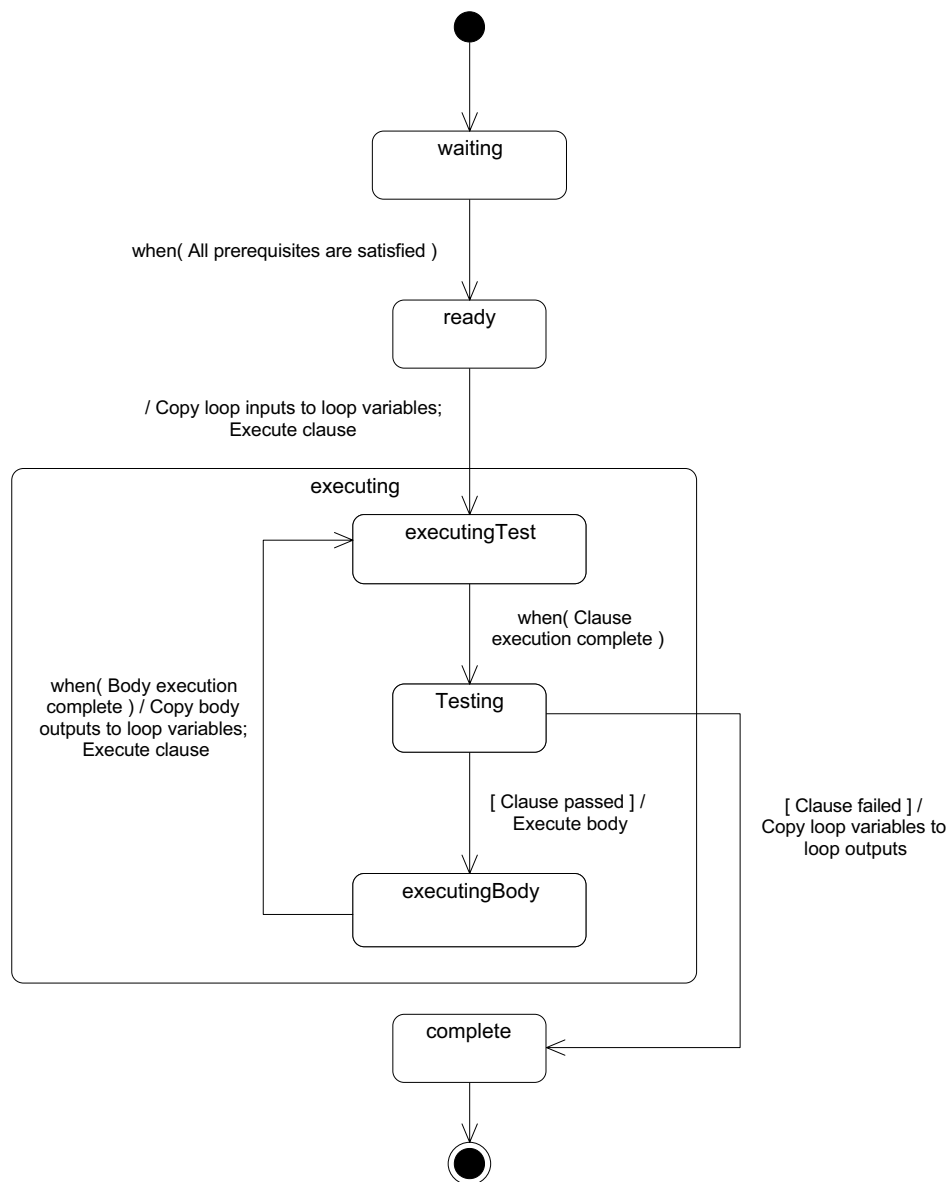 waiting
when( All prerequisites are satisfied )
ready
/ Copy loop inputs to loop variables;
Execute clause
executing
executingTest
when( Clause
execution complete )
when( Body execution
complete ) / Copy body
outputs to loop variables;
Execute clause
Testing
[ Clause passed ] /
Execute body
[ Clause failed ] /
Copy loop variables to
loop outputs
executingBody
complete